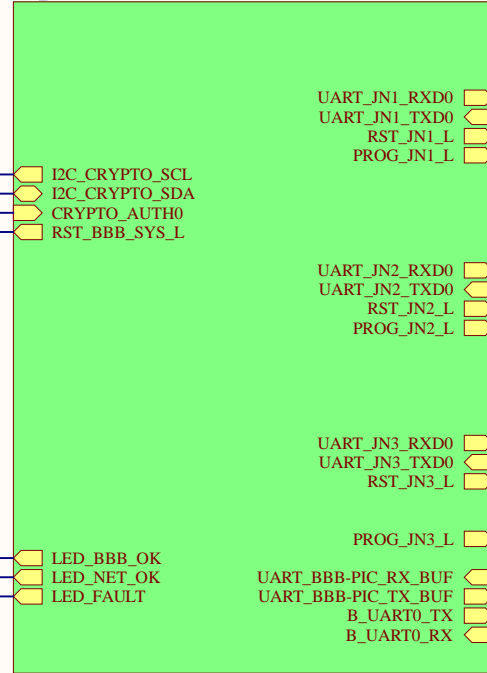 UART_JN1_RXD0
UART_JN1_TXD0
RST_JN1_L
PROG_JN1_L
I2C_CRYPTO_SCL
I2C_CRYPTO_SDA
CRYPTO_AUTH0
RST_BBB_SYS_L
UART_JN2_RXD0
UART_JN2_TXD0
RST_JN2_L
PROG_JN2_L
UART_JN3_RXD0
UART_JN3_TXD0
RST_JN3_L
PROG_JN3_L
LED_BBB_OK
LED_NET_OK
LED_FAULT
UART_BBB-PIC_RX_BUF
UART_BBB-PIC_TX_BUF
B_UART0_TX
B_UART0_RX